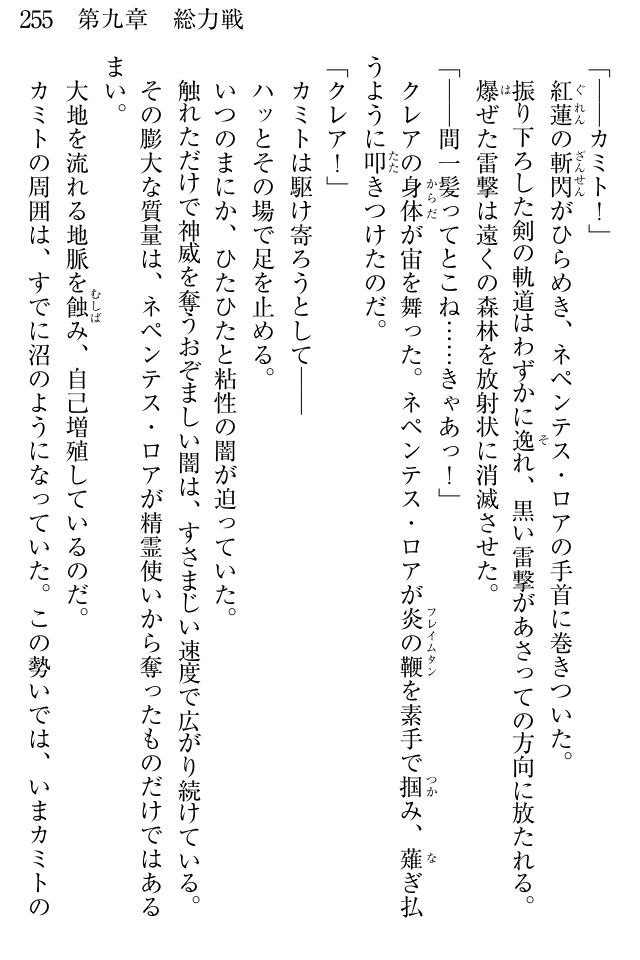 255 第九章 総力戦
「――カミト！」
紅蓮の斬閃がひらめき、ネペンテス・ロアの手首に巻きついた。
振り下ろした剣の軌道はわずかに逸れ、黒い雷撃があさっての方向に放たれる。
爆ぜた雷撃は遠くの森林を放射状に消滅させた。
「――間一髪ってとこね……きゃあっ！」
クレアの身体が宙を舞った。ネペンテス・ロアが炎の鞭を素手で掴み、薙ぎ払
うように叩きつけたのだ。
「クレア！」
カミトは駆け寄ろうとして――
ハッとその場で足を止める。
いつのまにか、ひたひたと粘性の闇が迫っていた。
触れただけで神威を奪うおぞましい闇は、すさまじい速度で広がり続けている。
その膨大な質量は、ネペンテス・ロアが精霊使いから奪ったものだけではある
まい。
大地を流れる地脈を蝕み、自己増殖しているのだ。
カミトの周囲は、すでに沼のようになっていた。この勢いでは、いまカミトの